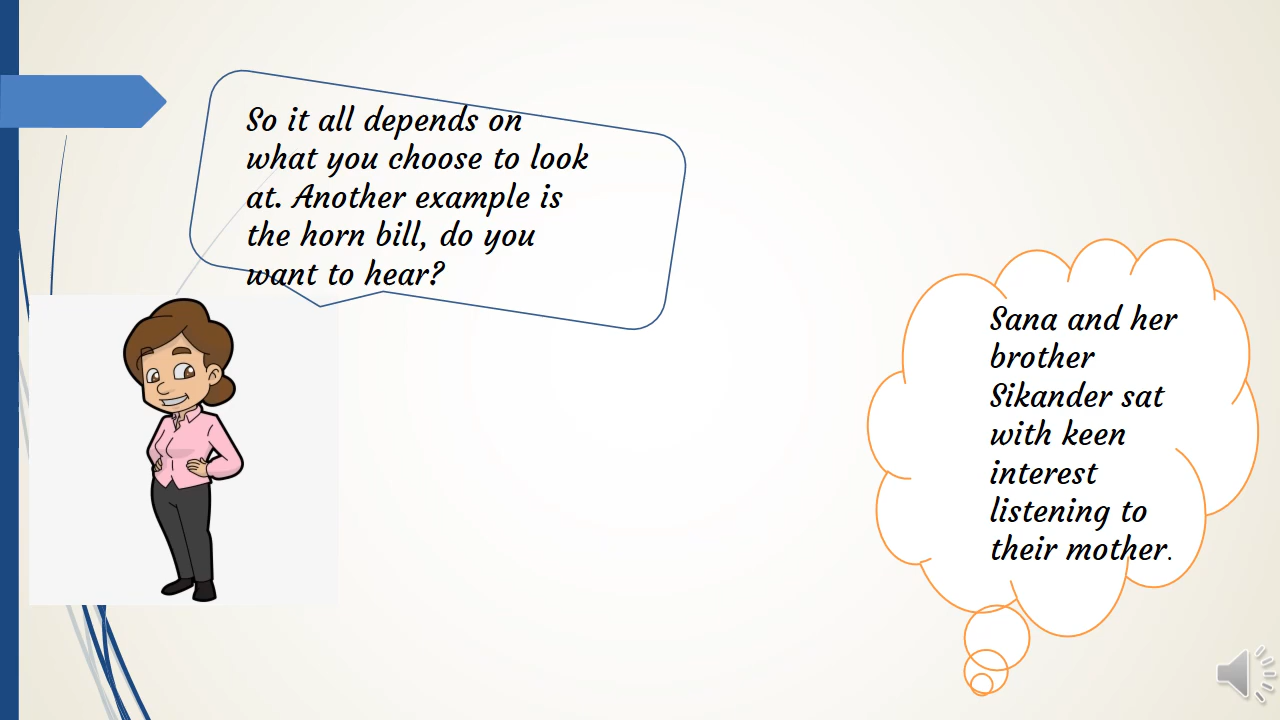 So it all depends on
what you choose to look
at. Another example is
the horn bill, do you
want to hear?
Sana and her
brother
Sikander sat
with keen
interest
listening to
their mother.